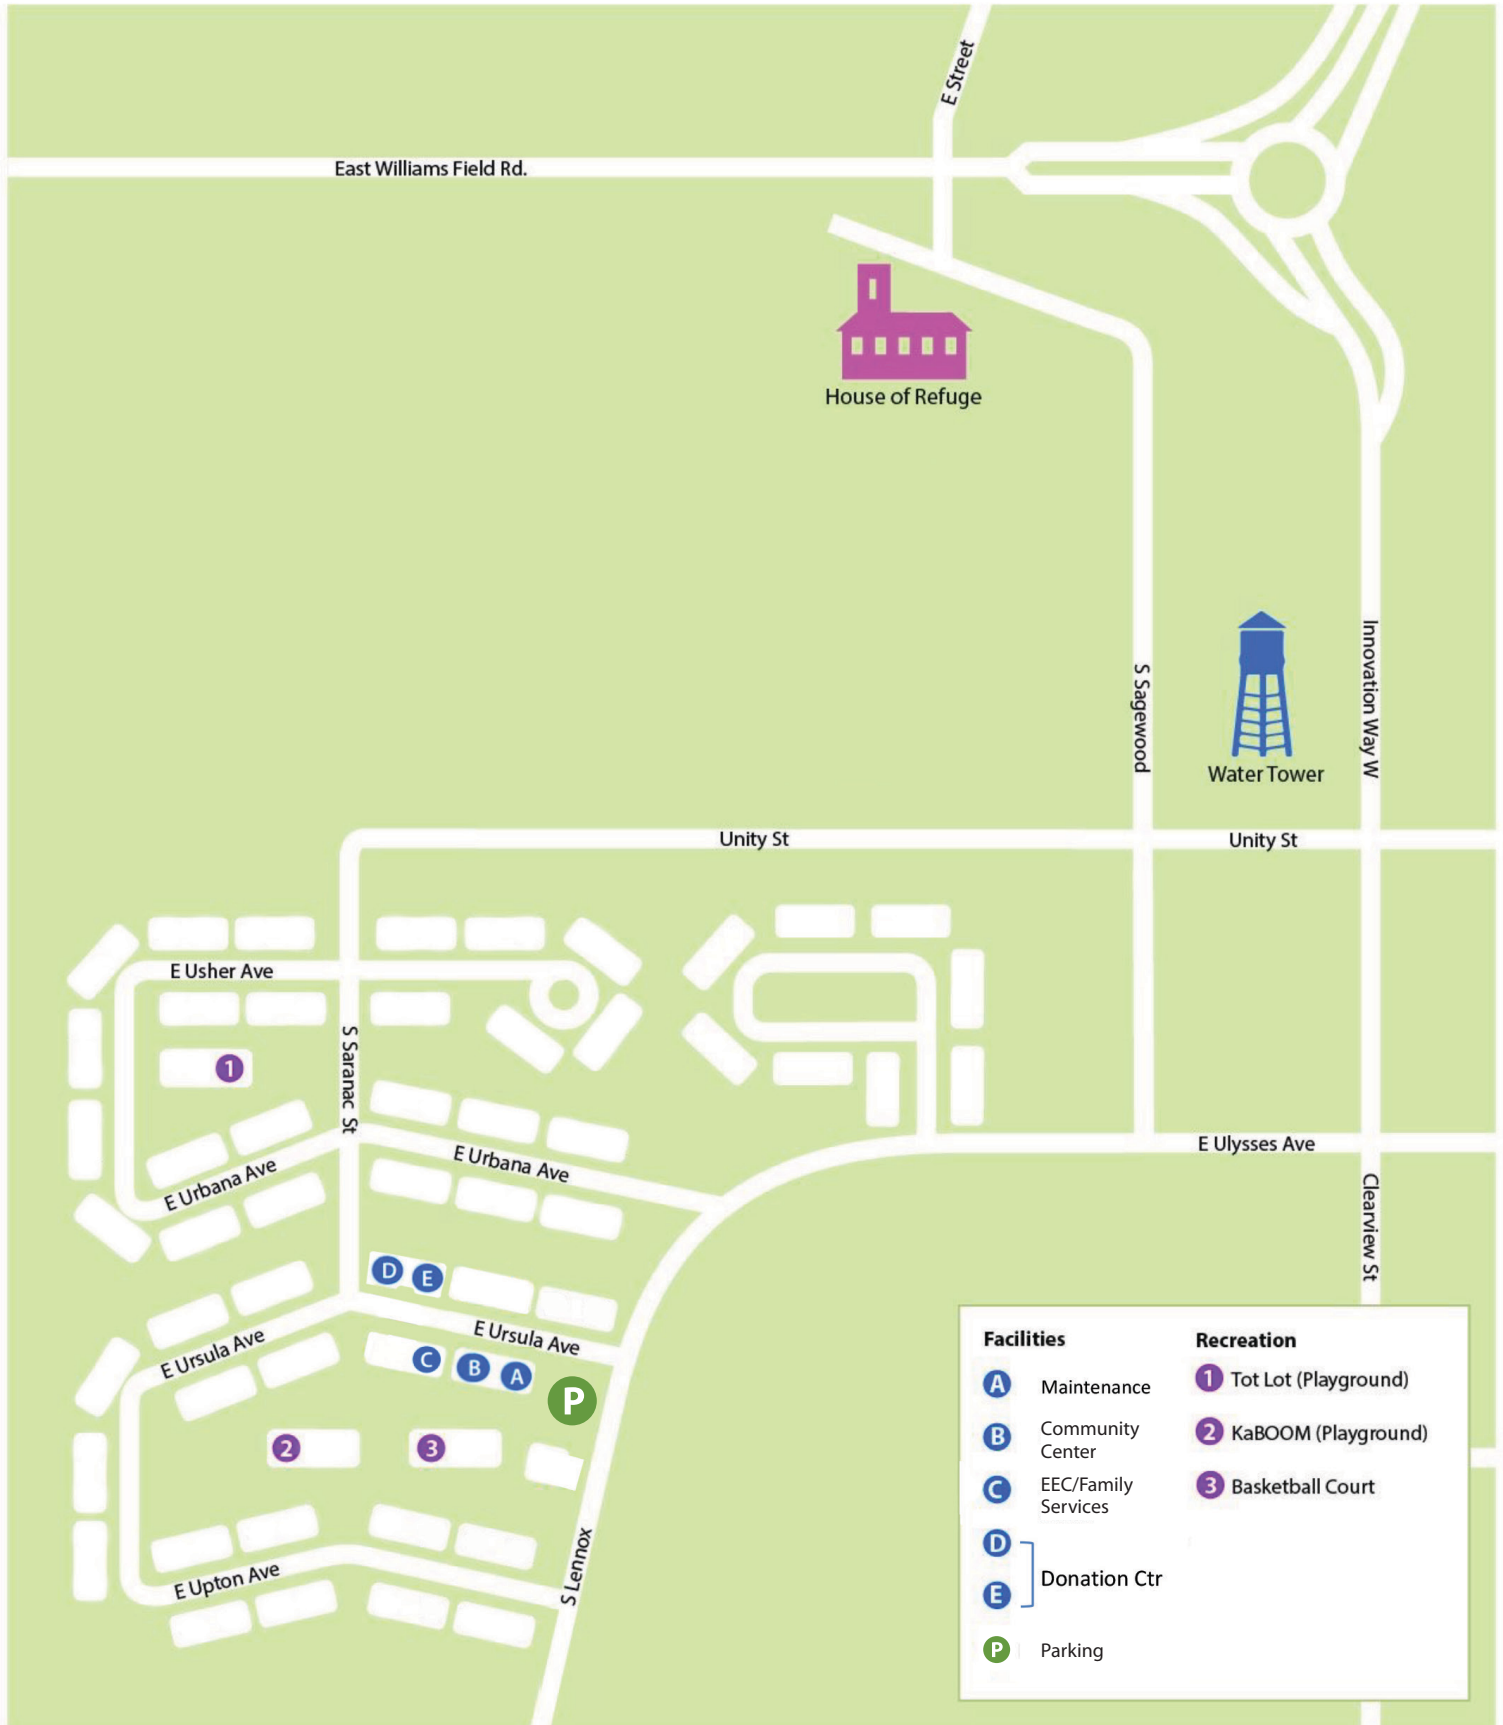 E Street
East Williams Field Rd.
House of Refuge
S Sagewood
Innovation Way W
Water Tower
Unity St
Unity St
E Usher Ave
S Saranac St
1
E Urbana Ave
E Urbana Ave
E Ulysses Ave
Clearview St
D
E
E Ursula Ave
E Ursula Ave
C
B
A
P
2
3
S Lennox
E Upton Ave
Facilities
A
Maintenance
B
Community
Center
C
EEC/Family
Services
D
E
Donation Ctr
P
Parking
Recreation
1 Tot Lot (Playground)
2 KaBOOM (Playground)
3 Basketball Court